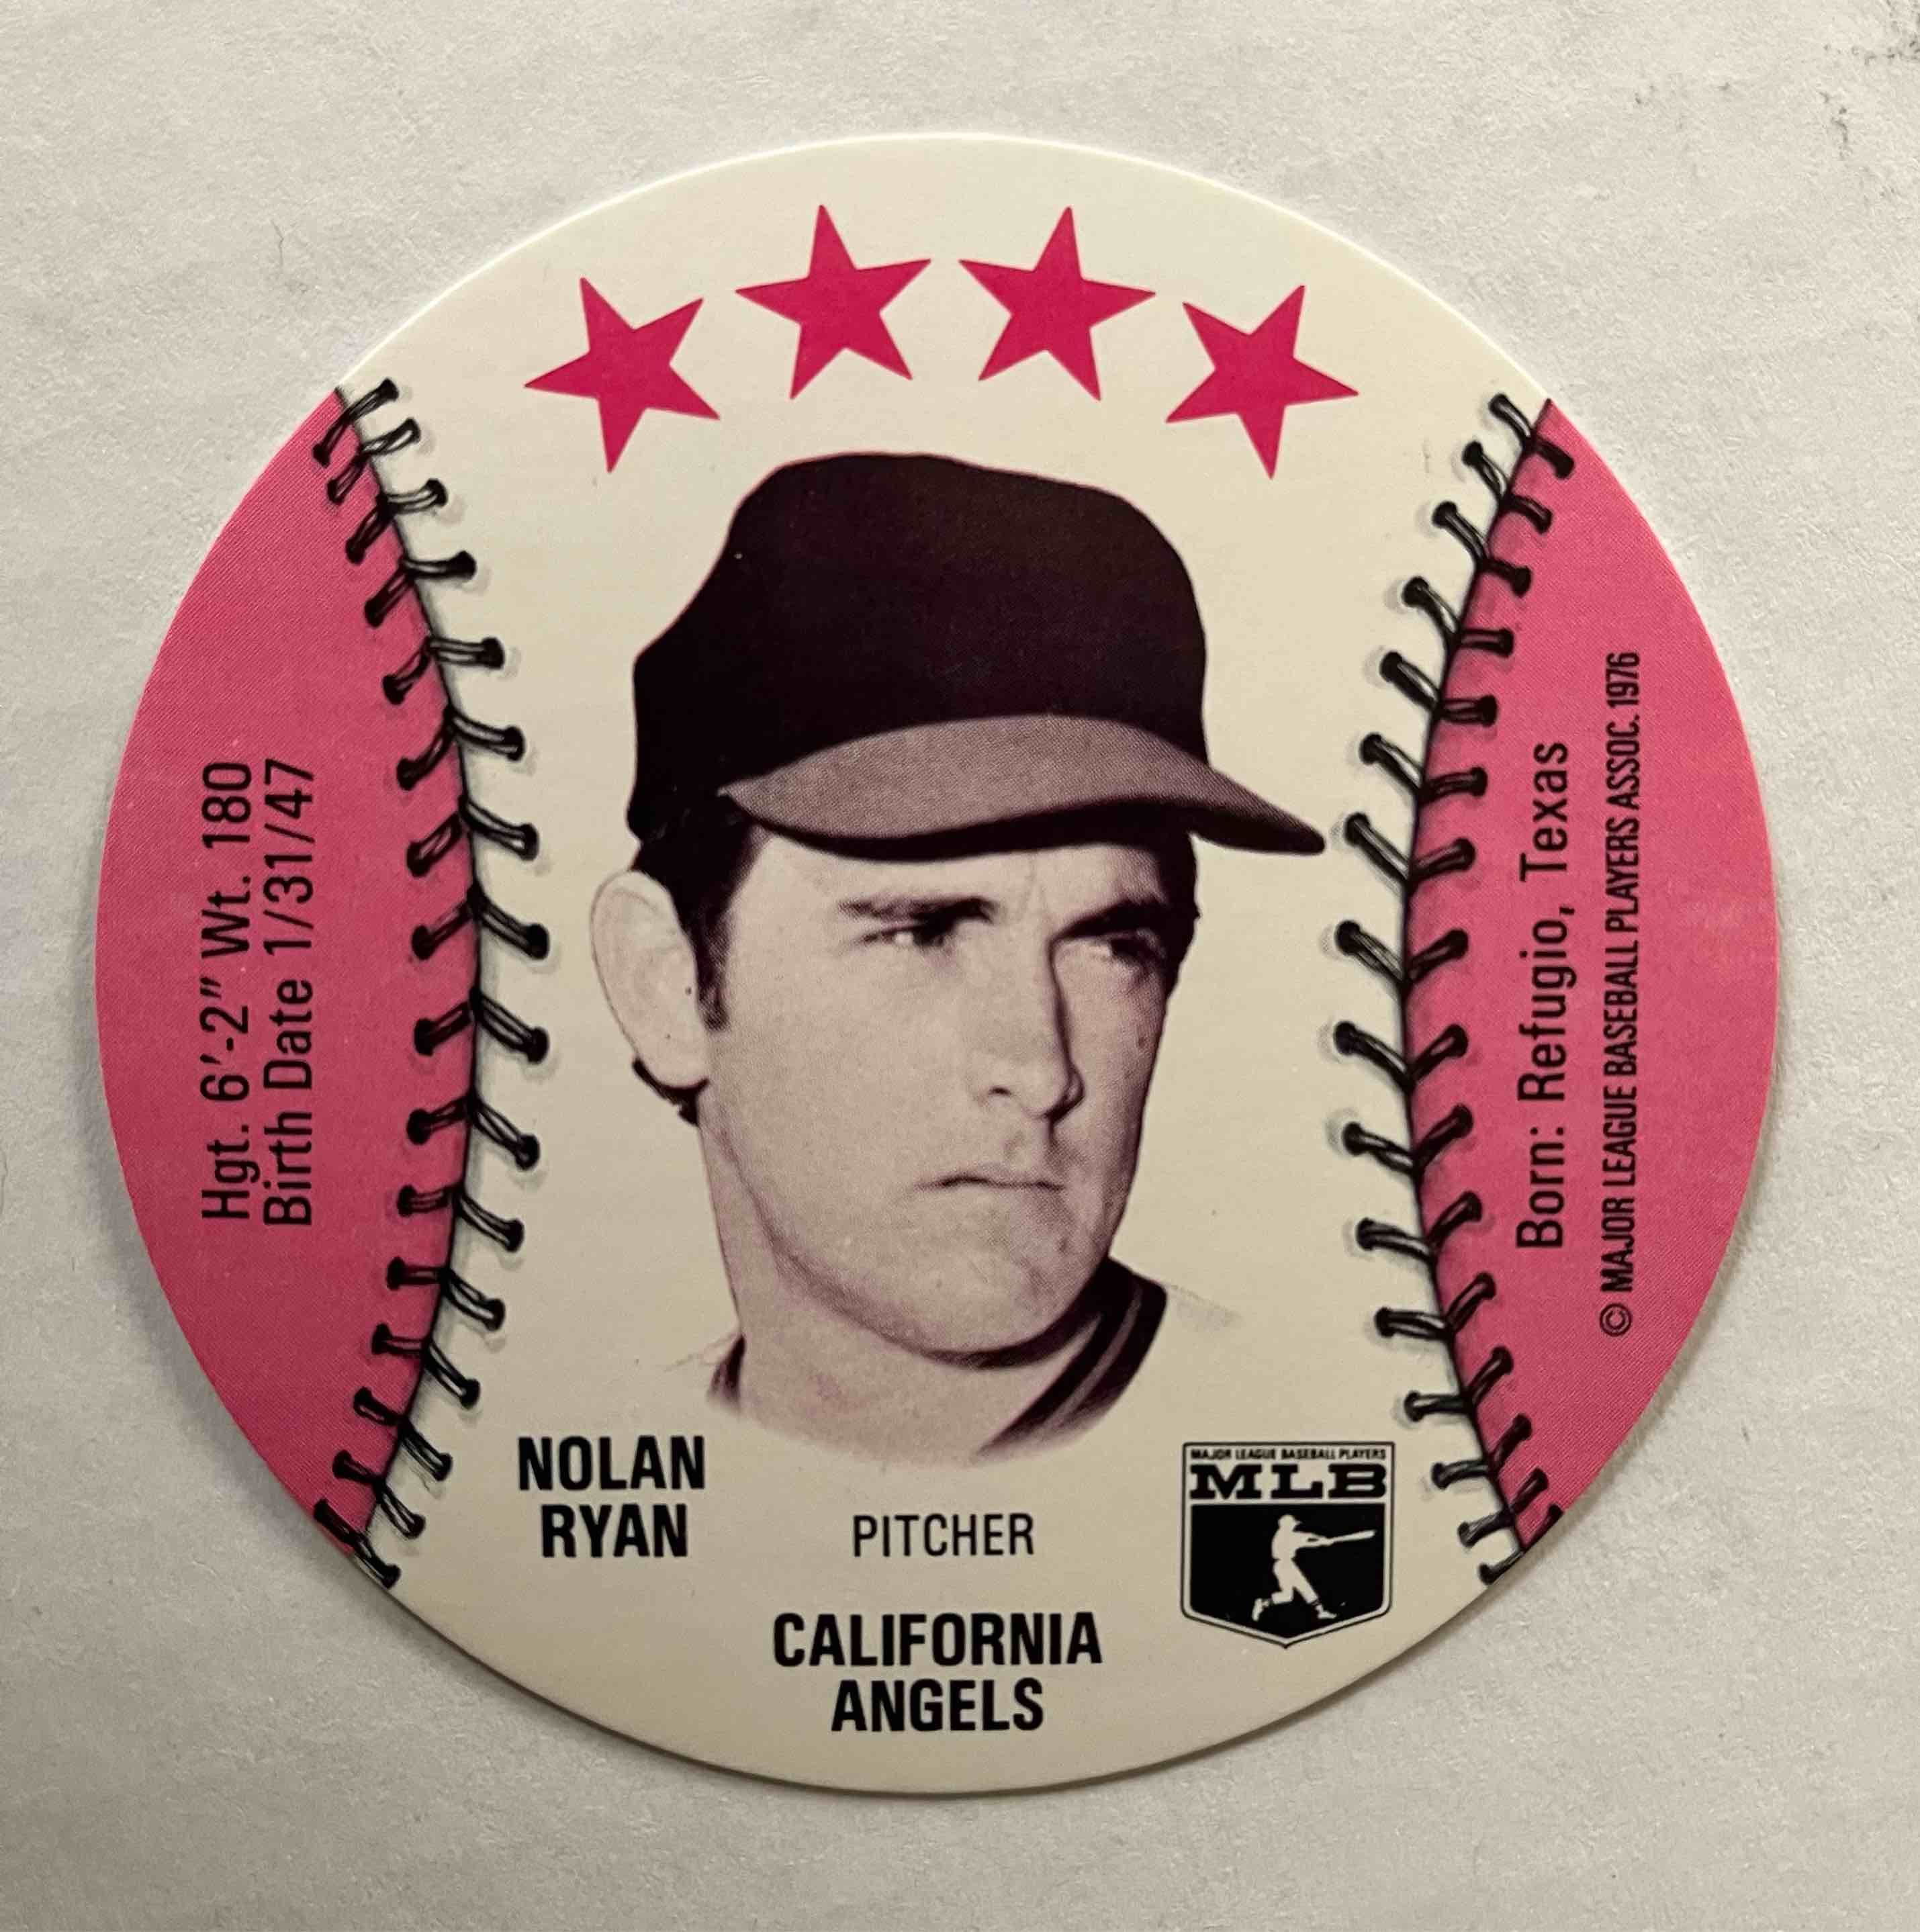 Hgt. 6'-2" Wt. 180
Birth Date 1/31/47
NOLAN
RYAN
PITCHER
CALIFORNIA
ANGELS
MAJOR LEAGUE BASEBALL PLAYERS
MLB
Born: Refugio, Texas
© MAJOR LEAGUE BASEBALL PLAYERS ASSOC. 1976